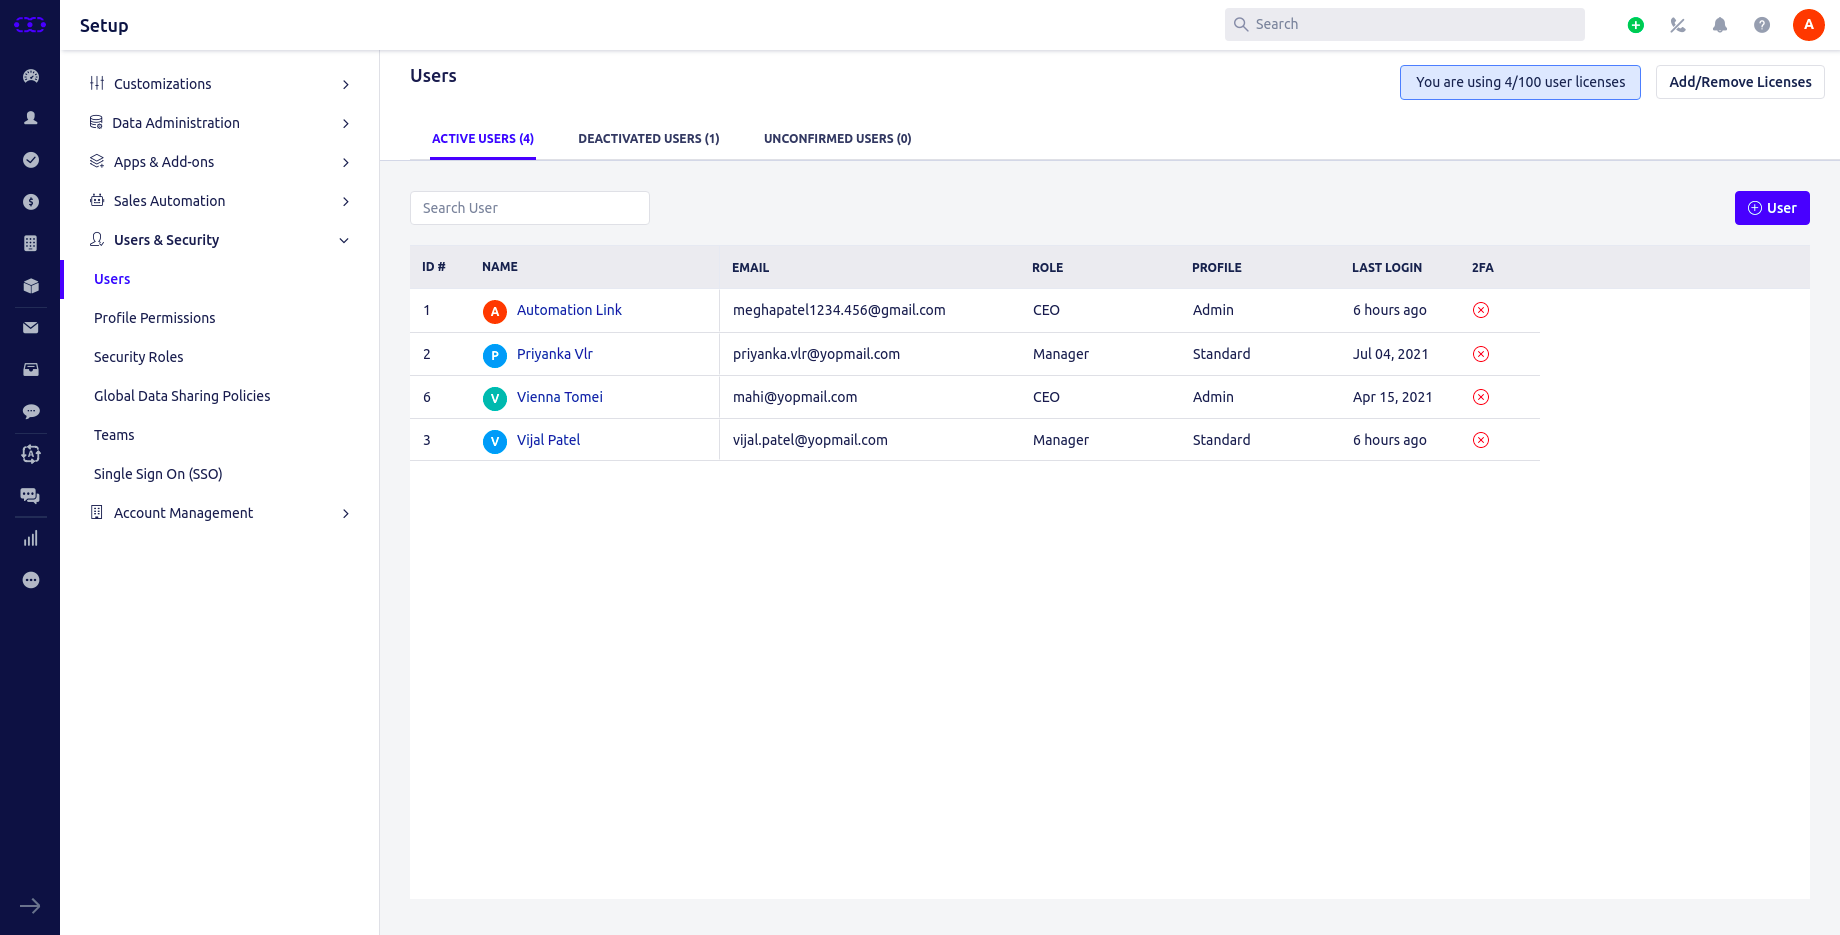 Setup
Search
A
Customizations
Data Administration
Apps & Add-ons
Sales Automation
Users & Security
Users
Profile Permissions
Security Roles
Global Data Sharing Policies
Teams
Single Sign On (SSO)
Account Management
Users
You are using 4/100 user licenses
Add/Remove Licenses
ACTIVE USERS (4) DEACTIVATED USERS (1) UNCONFIRMED USERS (0)
Search User
User
ID # NAME EMAIL ROLE PROFILE LAST LOGIN 2FA
1 A Automation Link meghapatel1234.456@gmail.com CEO Admin 6 hours ago
2 P Priyanka Vlr priyanka.vlr@yopmail.com Manager Standard Jul 04, 2021
6 V Vienna Tomei mahi@yopmail.com CEO Admin Apr 15, 2021
3 V Vijal Patel vijal.patel@yopmail.com Manager Standard 6 hours ago